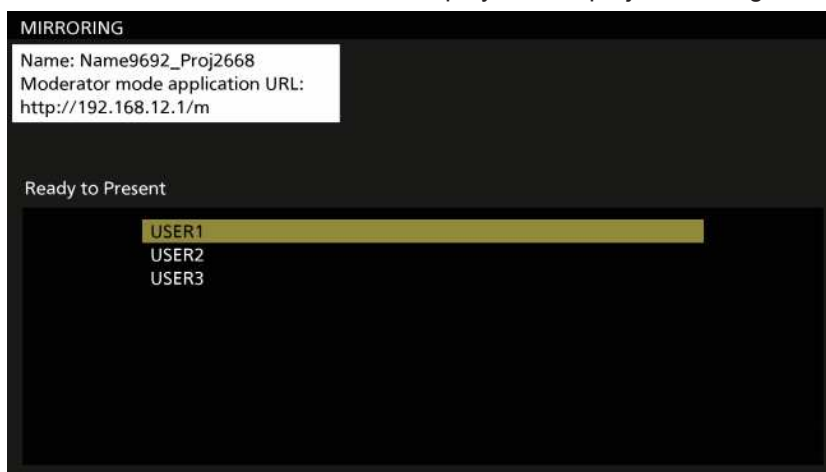 MIRRORING
Name: Name9692_Proj2668
Moderator mode application URL:
http://192.168.12.1/m
Ready to Present
USER1
USER2
USER3